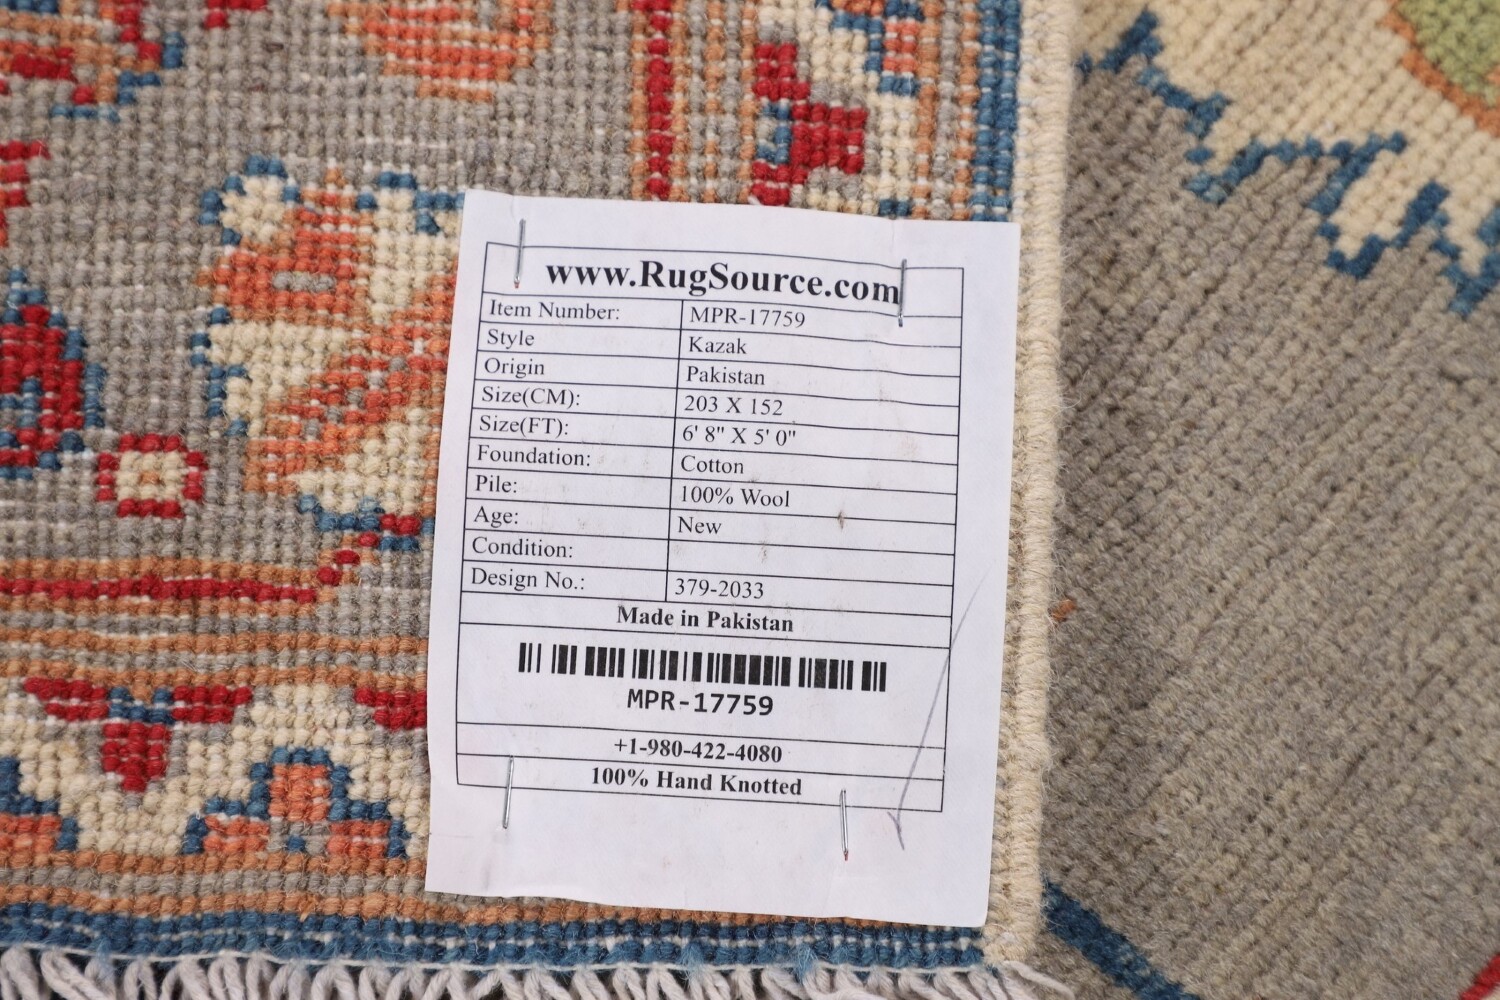 www.RugSource.com
Item Number: MPR-17759
Style Kazak
Origin Pakistan
Size(CM): 203 X 152
Size(FT): 6' 8" X 5' 0"
Foundation: Cotton
Pile: 100% Wool
Age: New
Condition:
Design No.: 379-2033
Made in Pakistan
MPR-17759
+1-980-422-4080
100% Hand Knotted